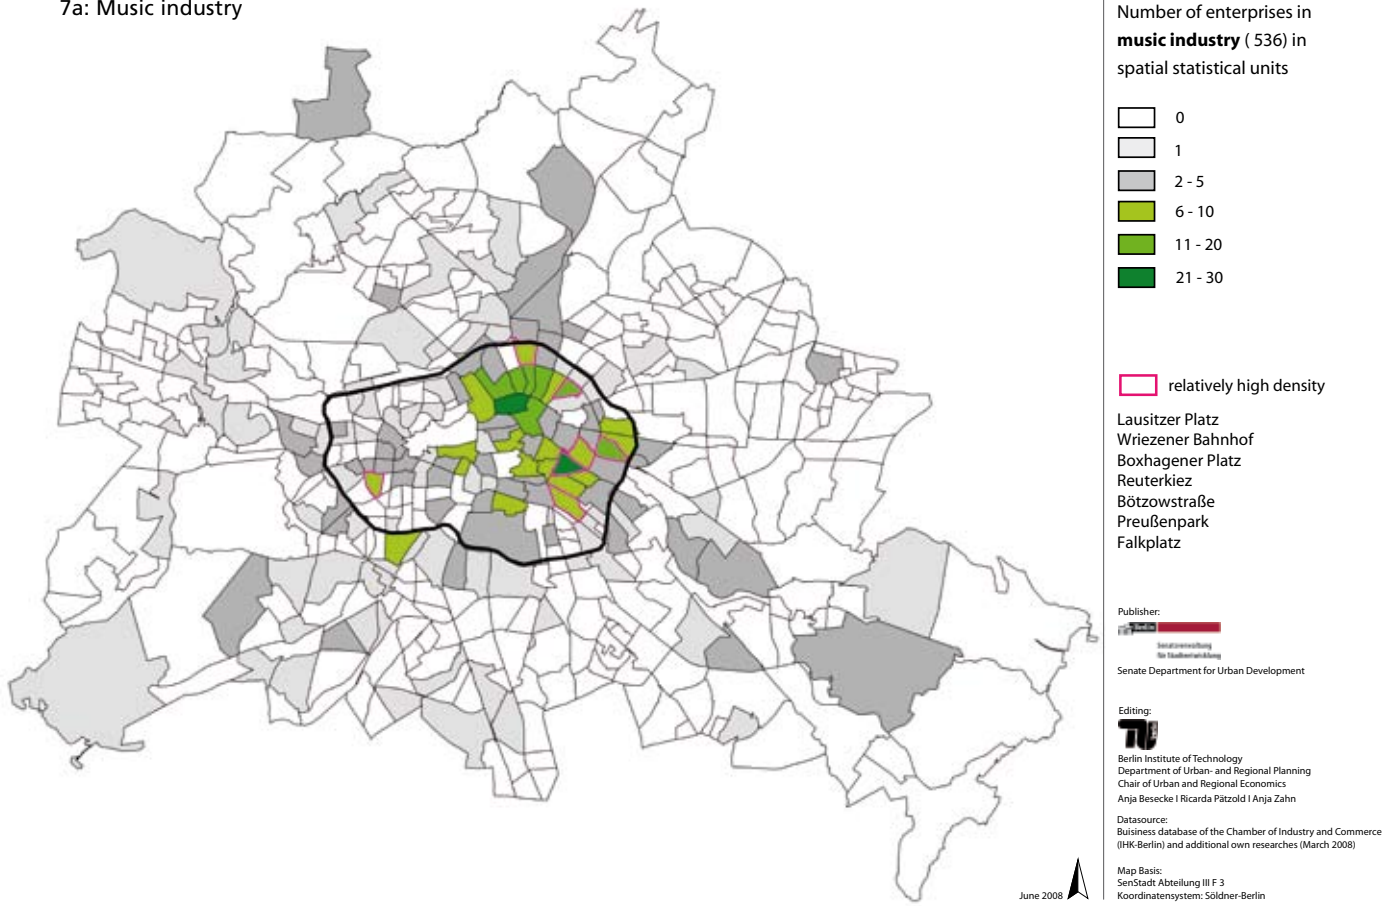 7a: Music industry
Number of enterprises in
music industry ( 536) in
spatial statistical units
0
1
2 - 5
6 - 10
11 - 20
21 - 30
relatively high density
Lausitzer Platz
Wriezener Bahnhof
Boxhagener Platz
Reuterkiez
Bötzowstraße
Preußenpark
Falkplatz
Publisher:
Berlin
Senatsverwaltung
für Stadtentwicklung
Senate Department for Urban Development
Editing:
Berlin Institute of Technology
Department of Urban- and Regional Planning
Chair of Urban and Regional Economics
Anja Besecke I Ricarda Pätzold I Anja Zahn
Datasource:
Buisiness database of the Chamber of Industry and Commerce
(IHK-Berlin) and additional own researches (March 2008)
Map Basis:
SenStadt Abteilung III F 3
Koordinatensystem: Söldner-Berlin
June 2008